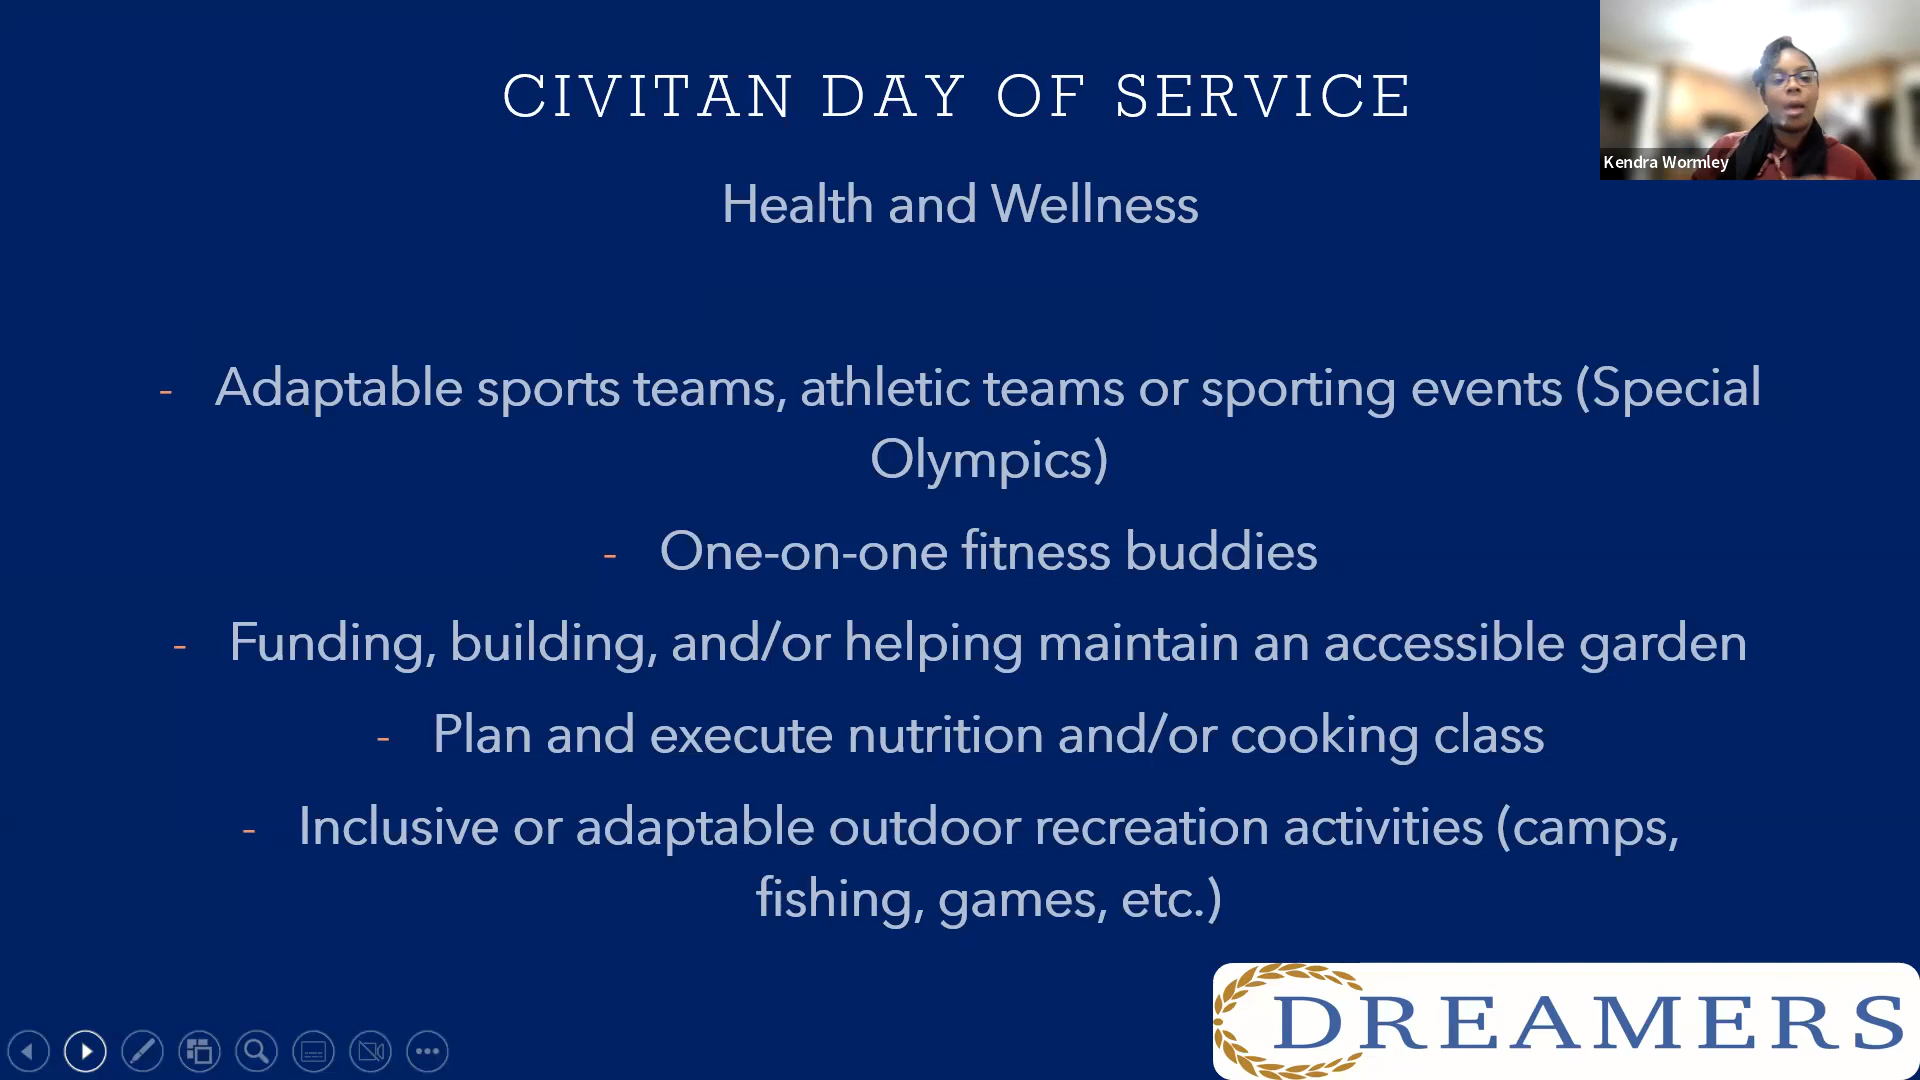 CIVITAN DAY OF SERVICE
Kendra Wormley
Health and Wellness
- Adaptable sports teams, athletic teams or sporting events (Special
Olympics)
- One-on-one fitness buddies
- Funding, building, and/or helping maintain an accessible garden
- Plan and execute nutrition and/or cooking class
- Inclusive or adaptable outdoor recreation activities (camps,
fishing, games, etc.)
DREAMERS